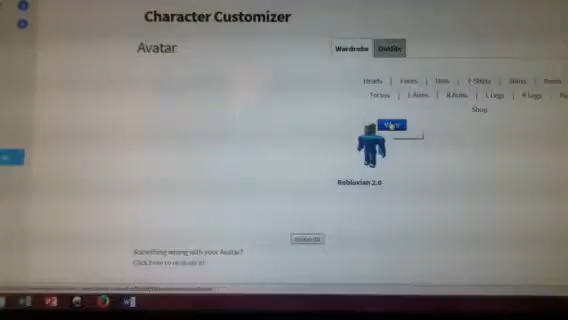 Character Customizer
Avatar
Wardrobe Outfits
Heads | Faces | Hats | T-Shirts | Shirts | Pants
Torsos | L Arms | R Arms | L Legs | R Legs |
Shop
Robloxian 2.0
Something wrong with your Avatar?
Click here to re-draw it!